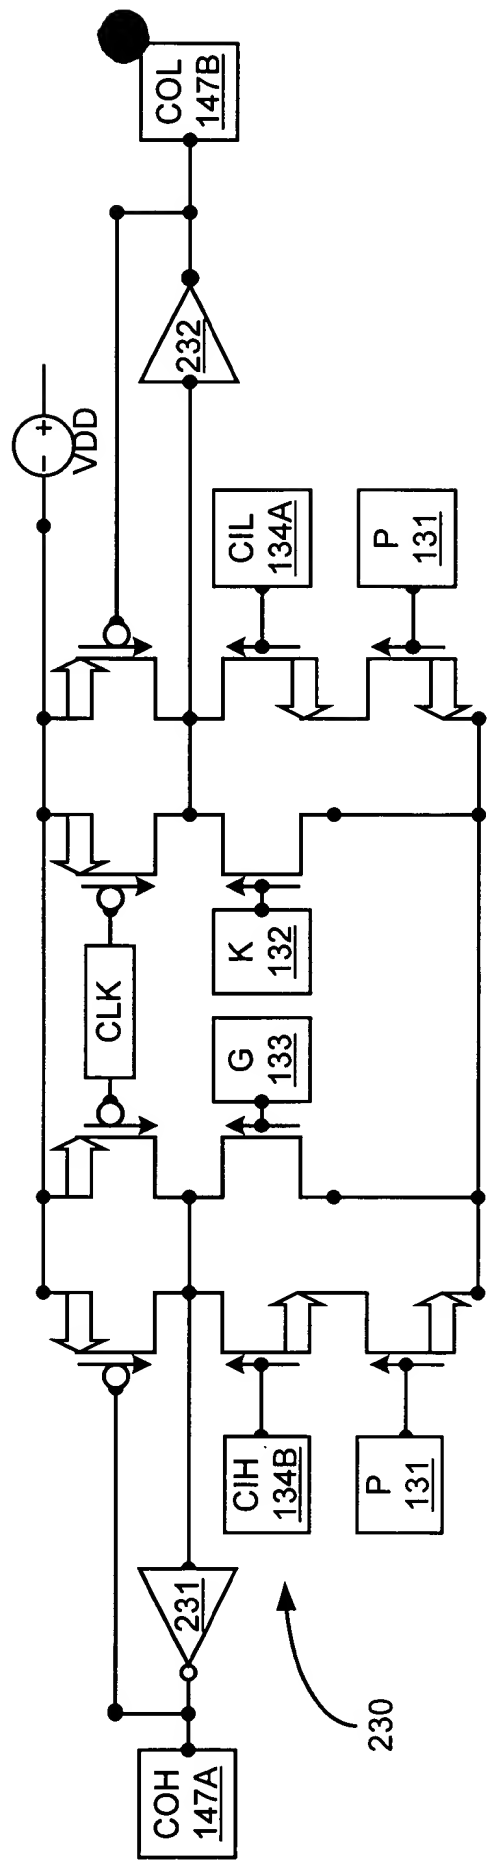 COH
147A
231
230
CIH
134B
P
131
CLK
G
133
K
132
CIL
134A
P
131
VDD
- +
232
COL
147B